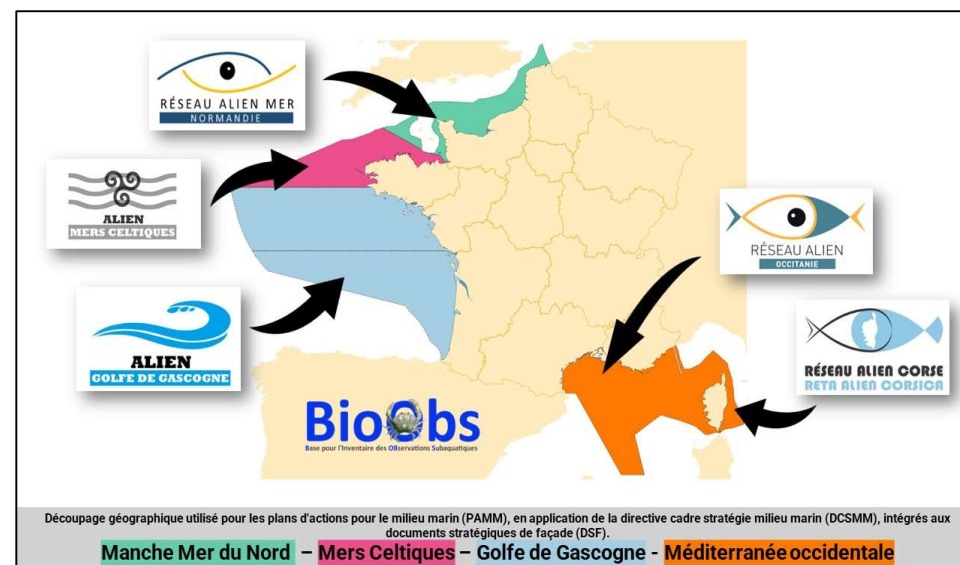 RÉSEAU ALIEN MER
NORMANDIE
ALIEN
MERS CELTIQUES
RÉSEAU ALIEN
OCCITANIE
ALIEN
GOLFE DE GASCOGNE
RÉSEAU ALIEN CORSE
RETA ALIEN CORSICA
BioObs
Base pour l'Inventaire des OBservations Subaquatiques
Découpage géographique utilisé pour les plans d'actions pour le milieu marin (PAMM), en application de la directive cadre stratégie milieu marin (DCSMM), intégrés aux
documents stratégiques de façade (DSF).
Manche Mer du Nord – Mers Celtiques – Golfe de Gascogne - Méditerranée occidentale